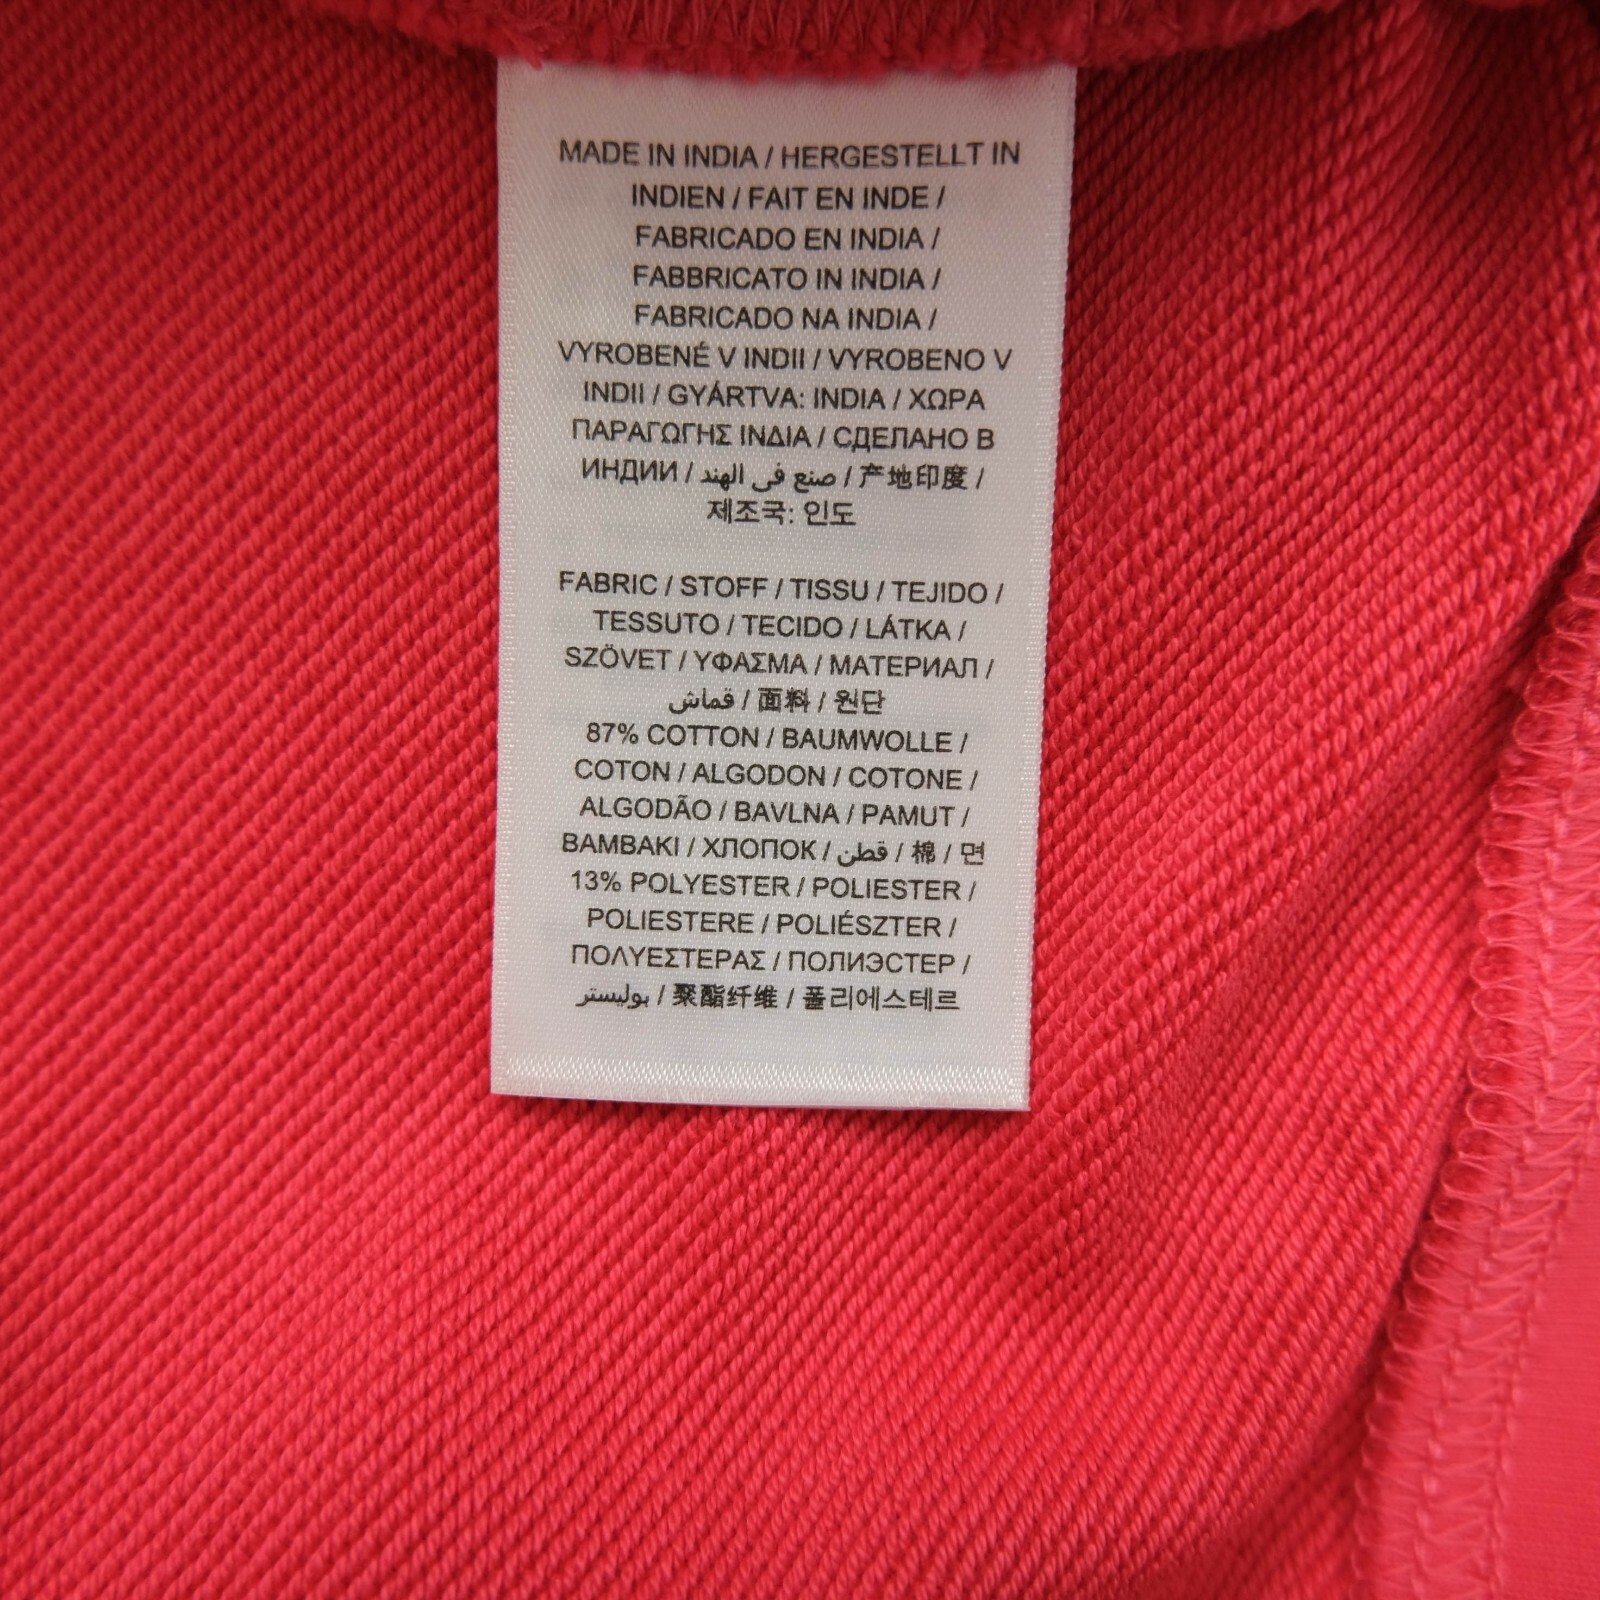 MADE IN INDIA / HERGESTELLT IN
INDIEN / FAIT EN INDE /
FABRICADO EN INDIA /
FABBRICATO IN INDIA /
FABRICADO NA INDIA /
VYROBENÉ V INDII / VYROBENO V
INDII / GYÁRTVA: INDIA / ΧΩΡΑ
ΠΑΡΑΓΩΓΗΣ ΙΝΔΙΑ / СДЕЛАНО В
ИНДИИ / صنع في الهند / 产地印度 /
제조국: 인도
FABRIC / STOFF / TISSU / TEJIDO /
TESSUTO / TECIDO / LÁTKA /
SZÖVET / ΥΦΑΣΜΑ / МАТЕРИАЛ /
قماش / 面料 / 원단
87% COTTON / BAUMWOLLE /
COTON / ALGODON / COTONE /
ALGODÃO / BAVLNA / PAMUT /
BAMBAKI / ХЛОПОК / قطن / 棉 / 면
13% POLYESTER / POLIESTER /
POLIESTERE / POLIÉSZTER /
ΠΟΛΥΕΣΤΕΡΑΣ / ПОЛИЭСТЕР /
بوليستر / 聚酯纤维 / 폴리에스테르